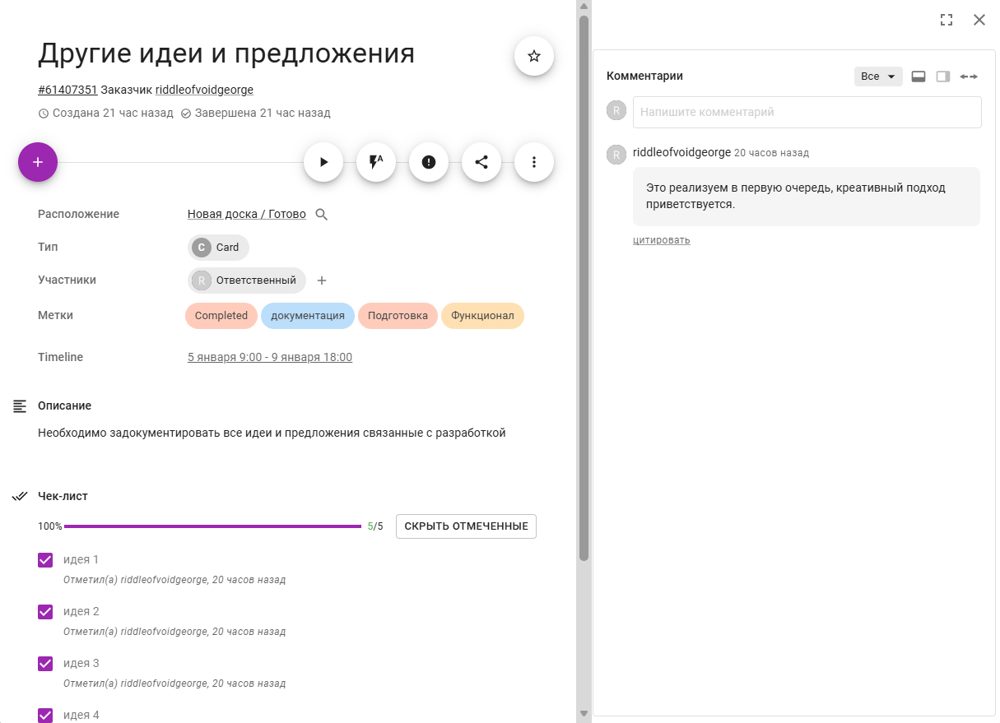 Другие идеи и предложения
#61407351 Заказчик riddleofvoidgeorge
Создана 21 час назад Завершена 21 час назад
A
Расположение
Новая доска / Готово
Тип
C Card
Участники
R Ответственный
Метки
Completed документация Подготовка Функционал
Timeline
5 января 9:00 - 9 января 18:00
Описание
Необходимо задокументировать все идеи и предложения связанные с разработкой
Чек-лист
100% 5/5 СКРЫТЬ ОТМЕЧЕННЫЕ
идея 1
Отметил(а) riddleofvoidgeorge, 20 часов назад
идея 2
Отметил(а) riddleofvoidgeorge, 20 часов назад
идея 3
Отметил(а) riddleofvoidgeorge, 20 часов назад
идея 4
Комментарии
Все
R Напишите комментарий
R riddleofvoidgeorge 20 часов назад
Это реализуем в первую очередь, креативный подход
приветствуется.
цитировать